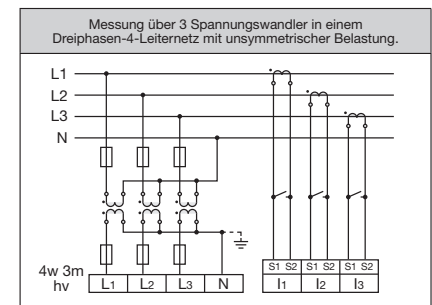 Messung über 3 Spannungswandler in einem
Dreiphasen-4-Leiternetz mit unsymmetrischer Belastung.
L1
L2
L3
N
4w 3m
hv
L1 L2 L3 N
S1 S2 S1 S2 S1 S2
I1 I2 I3